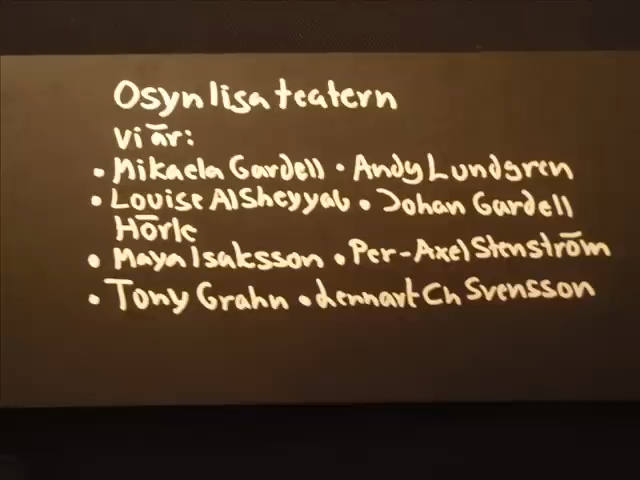 Osynlisa teatern
Vi är:
• Mikaela Gardell • Andy Lundgren
• Louise AlSheyyab • Johan Gardell
Hörle
• Maya Isaksson • Per-Axel Stenström
• Tony Grahn • Lennart Ch Svensson